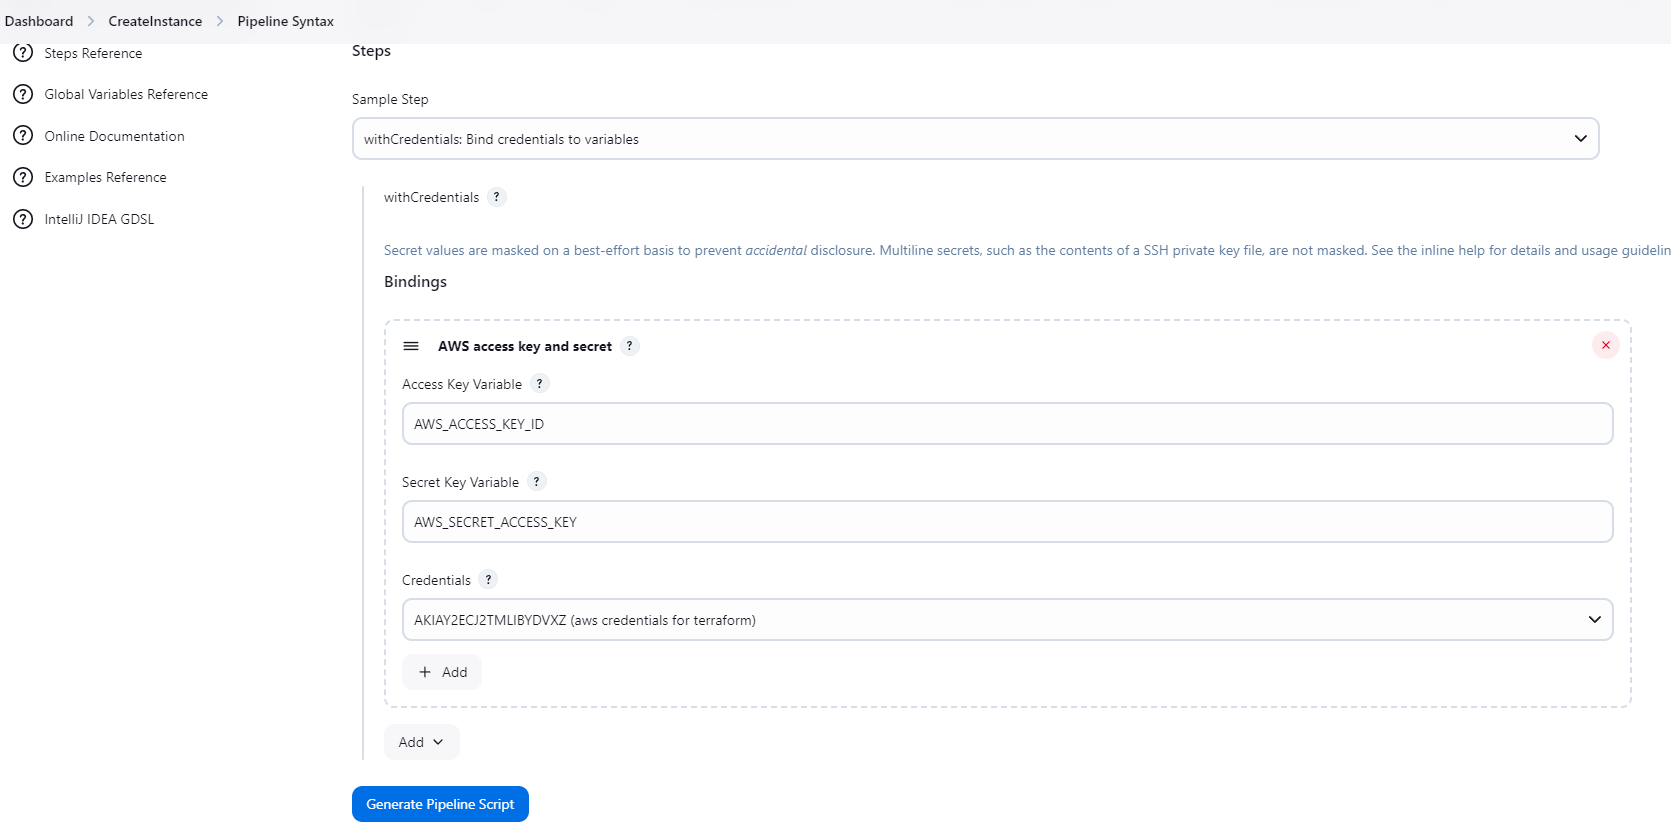 Dashboard > CreateInstance > Pipeline Syntax
Steps Reference
Global Variables Reference
Online Documentation
Examples Reference
IntelliJ IDEA GDSL
Steps
Sample Step
withCredentials: Bind credentials to variables
withCredentials ?
Secret values are masked on a best-effort basis to prevent accidental disclosure. Multiline secrets, such as the contents of a SSH private key file, are not masked. See the inline help for details and usage guidelin
Bindings
AWS access key and secret ?
Access Key Variable ?
AWS_ACCESS_KEY_ID
Secret Key Variable ?
AWS_SECRET_ACCESS_KEY
Credentials ?
AKIAY2ECJ2TMLIBYDVXZ (aws credentials for terraform)
+ Add
Add
Generate Pipeline Script